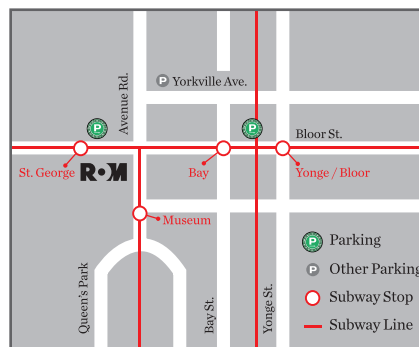 P Yorkville Ave.
Avenue Rd.
P
P
Bloor St.
St. George
ROM
Bay
Yonge / Bloor
Museum
Queen's Park
Bay St.
Yonge St.
P Parking
P Other Parking
Subway Stop
Subway Line